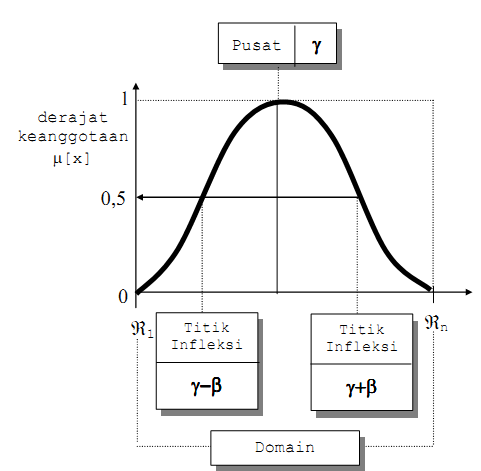 Pusat γ
1
derajat
keanggotaan
μ[x]
0,5
0
ℜ1
ℜn
Titik
Infleksi
γ−β
Titik
Infleksi
γ+β
Domain